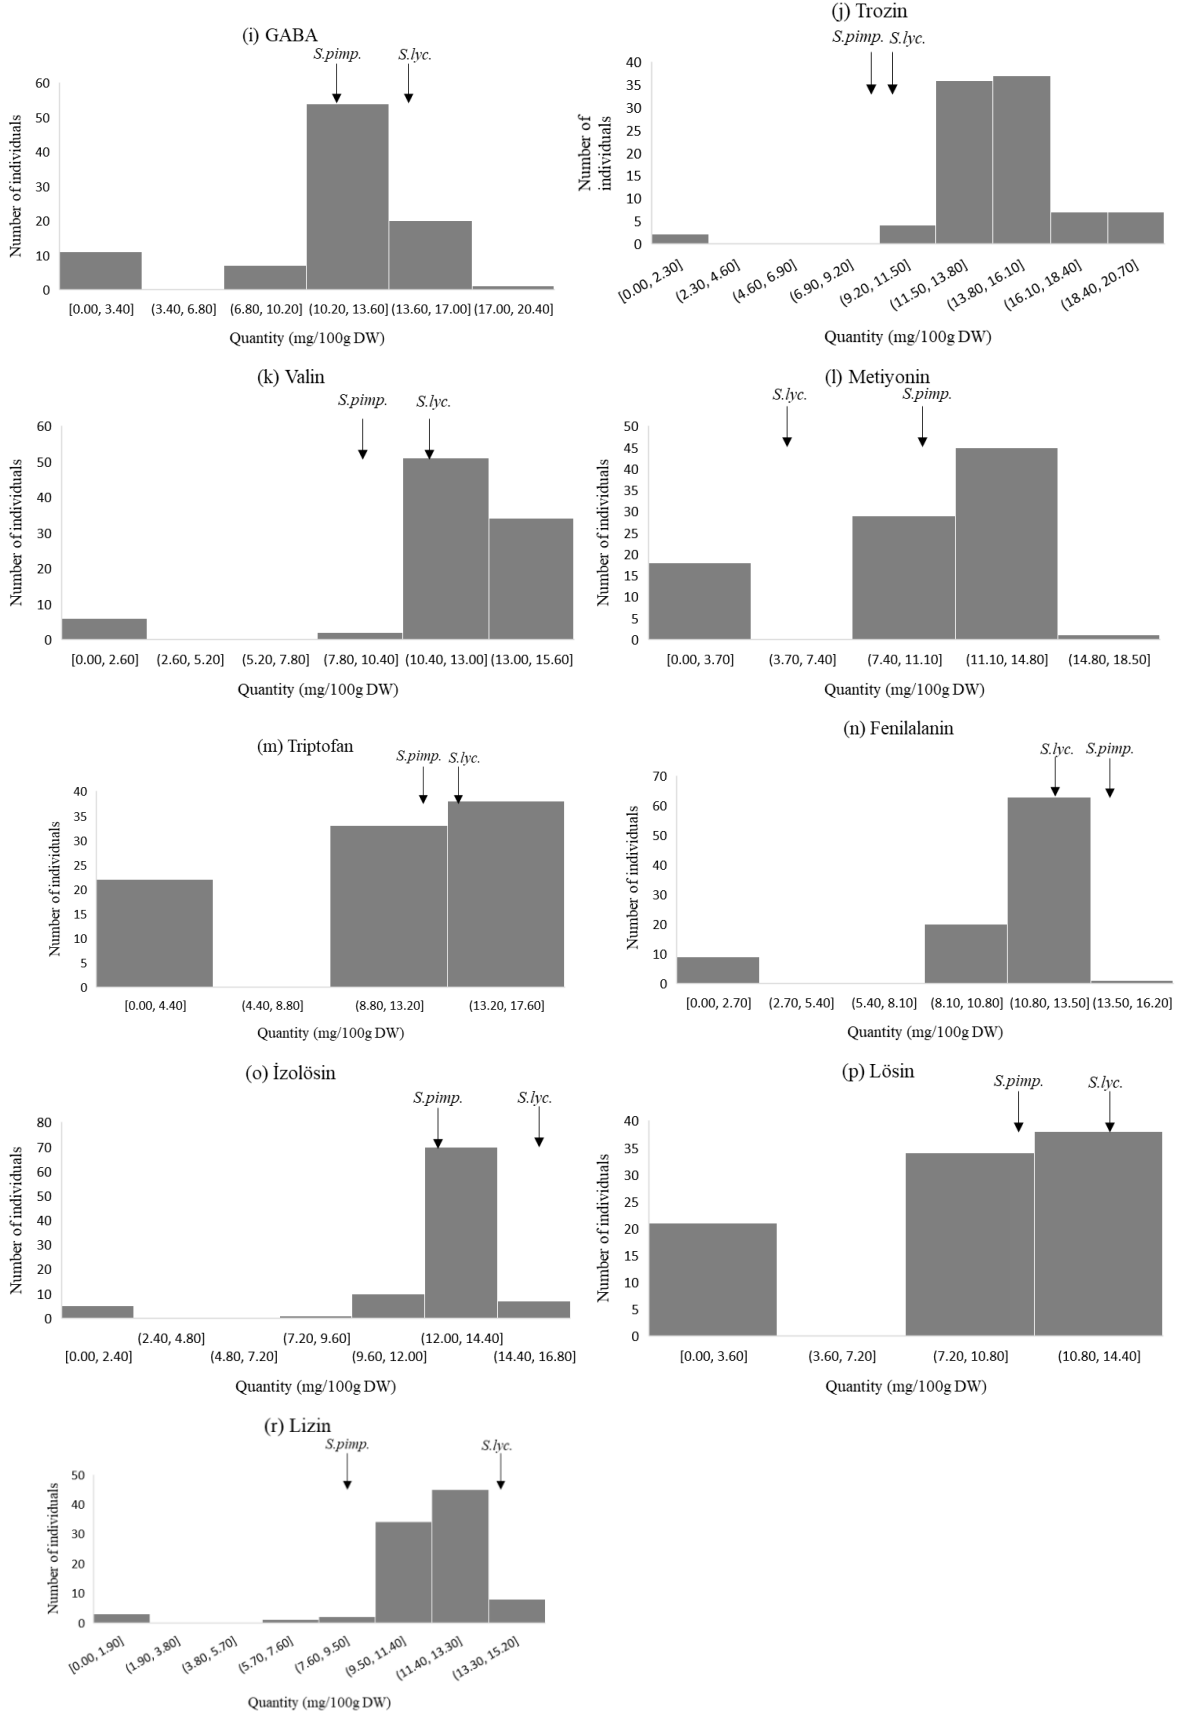 (i) GABA
S.pimp. S.lyc.
Number of individuals
60
50
40
30
20
10
0
[0.00, 3.40] (3.40, 6.80] (6.80, 10.20] (10.20, 13.60] (13.60, 17.00] (17.00, 20.40]
Quantity (mg/100g DW)
(j) Trozin
S.pimp. S.lyc.
Number of
individuals
40
35
30
25
20
15
10
5
0
[0.00, 2.30] (2.30, 4.60] (4.60, 6.90] (6.90, 9.20] (9.20, 11.50] (11.50, 13.80] (13.80, 16.10] (16.10, 18.40] (18.40, 20.70]
Quantity (mg/100g DW)
(k) Valin
S.pimp. S.lyc.
Number of individuals
60
50
40
30
20
10
0
[0.00, 2.60] (2.60, 5.20] (5.20, 7.80] (7.80, 10.40] (10.40, 13.00] (13.00, 15.60]
Quantity (mg/100g DW)
(l) Metiyonin
S.lyc. S.pimp.
Number of individuals
50
45
40
35
30
25
20
15
10
5
0
[0.00, 3.70] (3.70, 7.40] (7.40, 11.10] (11.10, 14.80] (14.80, 18.50]
Quantity (mg/100g DW)
(m) Triptofan
S.pimp. S.lyc.
Number of individuals
40
35
30
25
20
15
10
5
0
[0.00, 4.40] (4.40, 8.80] (8.80, 13.20] (13.20, 17.60]
Quantity (mg/100g DW)
(n) Fenilalanin
S.lyc. S.pimp.
Number of individuals
70
60
50
40
30
20
10
0
[0.00, 2.70] (2.70, 5.40] (5.40, 8.10] (8.10, 10.80] (10.80, 13.50] (13.50, 16.20]
Quantity (mg/100g DW)
(o) İzolösin
S.pimp. S.lyc.
Number of individuals
80
70
60
50
40
30
20
10
0
(2.40, 4.80] (7.20, 9.60] (12.00, 14.40]
[0.00, 2.40] (4.80, 7.20] (9.60, 12.00] (14.40, 16.80]
Quantity (mg/100g DW)
(p) Lösin
S.pimp. S.lyc.
Number of individuals
40
35
30
25
20
15
10
5
0
[0.00, 3.60] (3.60, 7.20] (7.20, 10.80] (10.80, 14.40]
Quantity (mg/100g DW)
(r) Lizin
S.pimp. S.lyc.
Number of individuals
50
40
30
20
10
0
[0.00, 1.90] (1.90, 3.80] (3.80, 5.70] (5.70, 7.60] (7.60, 9.50] (9.50, 11.40] (11.40, 13.30] (13.30, 15.20]
Quantity (mg/100g DW)